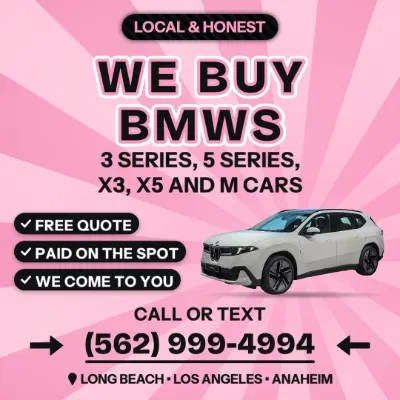 LOCAL & HONEST
WE BUY
BMWS
3 SERIES, 5 SERIES,
X3, X5 AND M CARS
FREE QUOTE
PAID ON THE SPOT
WE COME TO YOU
CALL OR TEXT
(562) 999-4994
LONG BEACH • LOS ANGELES • ANAHEIM